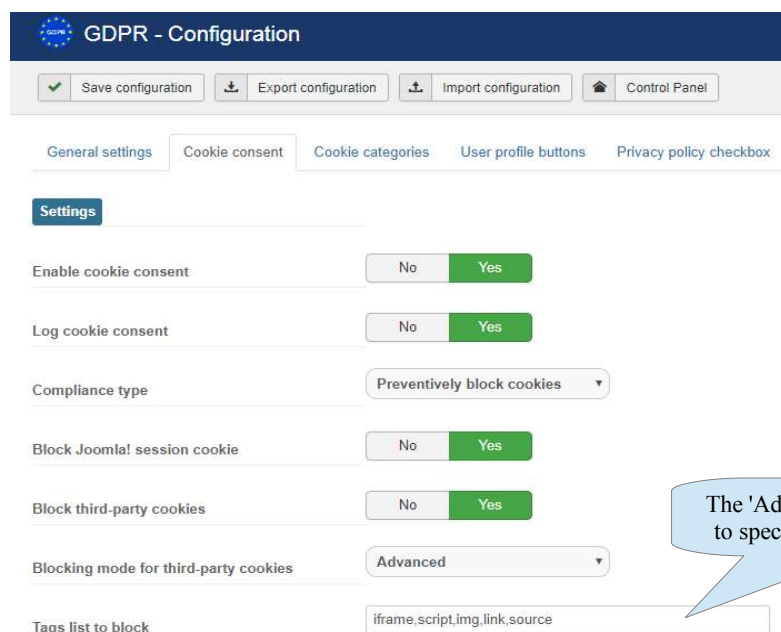 GDPR
GDPR - Configuration
Save configuration Export configuration Import configuration Control Panel
General settings Cookie consent Cookie categories User profile buttons Privacy policy checkbox
Settings
Enable cookie consent No Yes
Log cookie consent No Yes
Compliance type Preventively block cookies
Block Joomla! session cookie No Yes
Block third-party cookies No Yes
The
to
Blocking mode for third-party cookies Advanced
Tags list to block iframe,script,img,link,source